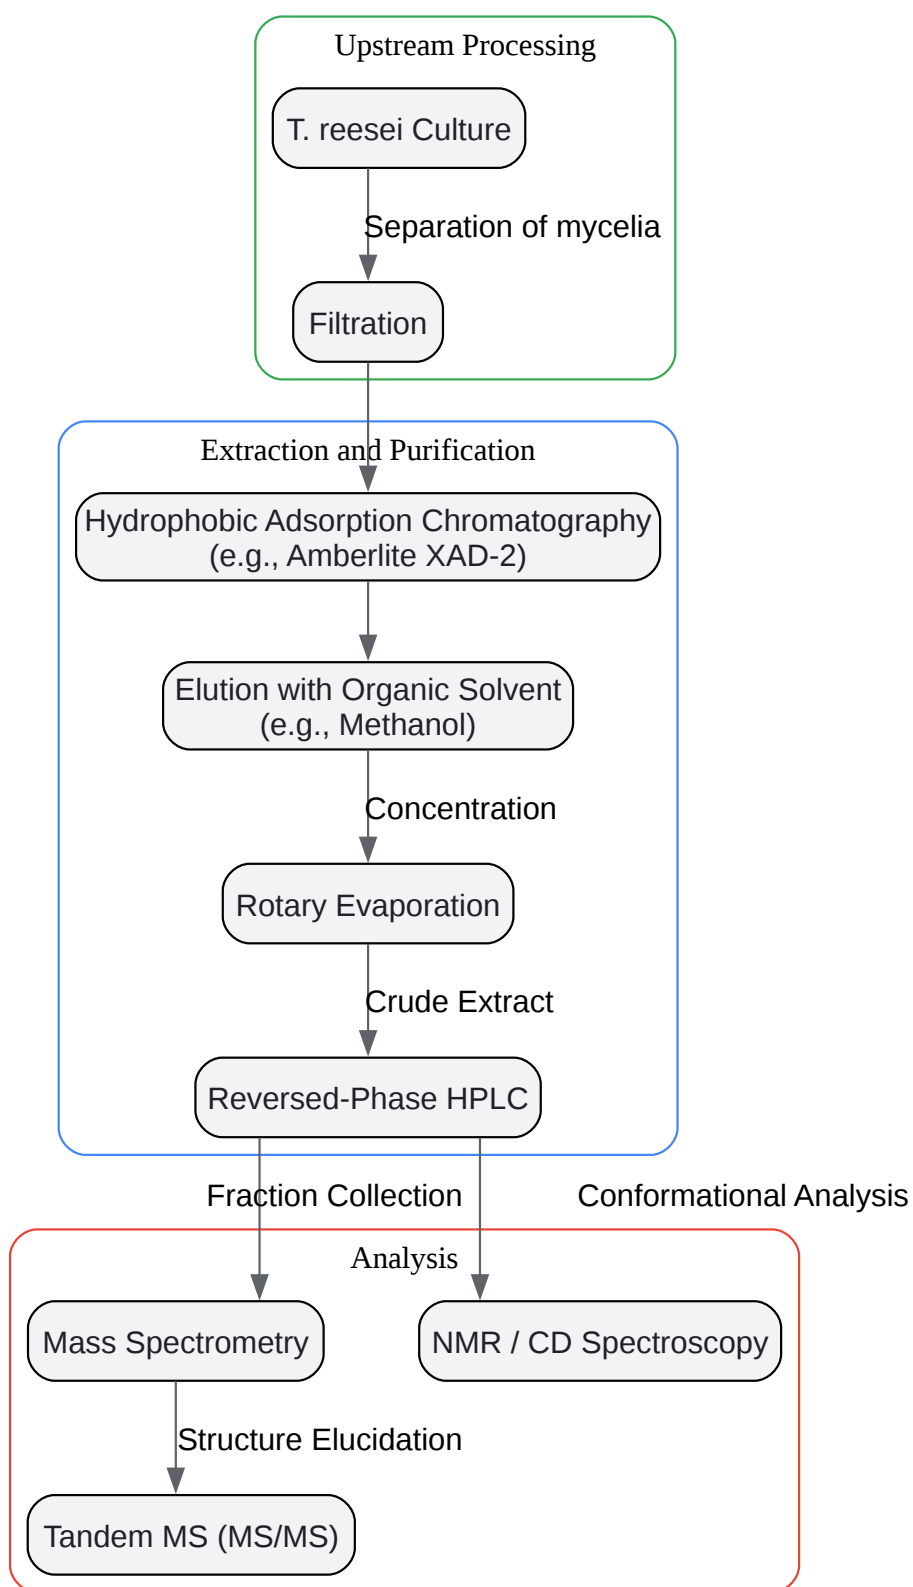 Upstream Processing
T. reesei Culture
Separation of mycelia
Filtration
Extraction and Purification
Hydrophobic Adsorption Chromatography
(e.g., Amberlite XAD-2)
Elution with Organic Solvent
(e.g., Methanol)
Concentration
Rotary Evaporation
Crude Extract
Reversed-Phase HPLC
Fraction Collection
Conformational Analysis
Analysis
Mass Spectrometry
NMR / CD Spectroscopy
Structure Elucidation
Tandem MS (MS/MS)